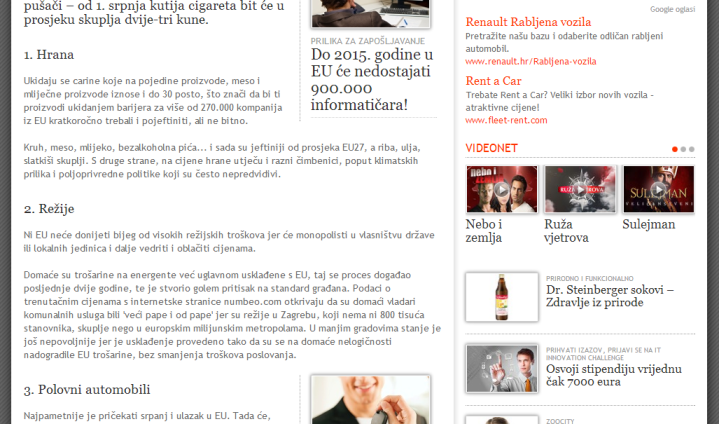 pušači – od 1. srpnja kutija cigareta bit će u
prosjeku skuplja dvije-tri kune.
1. Hrana
Ukidaju se carine koje na pojedine proizvode, meso i
mliječne proizvode iznose i do 30 posto, što znači da bi ti
proizvodi ukidanjem barijera za više od 270.000 kompanija
iz EU kratkoročno trebali i pojeftiniti, ali ne bitno.
Kruh, meso, mlijeko, bezalkoholna pića... i sada su jeftiniji od prosjeka EU27, a riba, ulja,
slatkiši skuplji. S druge strane, na cijene hrane utječu i razni čimbenici, poput klimatskih
prilika i poljoprivredne politike koji su često nepredvidivi.
2. Režije
Ni EU neće donijeti bijeg od visokih režijskih troškova jer će monopolisti u vlasništvu države
ili lokalnih jedinica i dalje vedriti i oblačiti cijenama.
Domaće su trošarine na energente već uglavnom usklađene s EU, taj se proces događao
posljednje dvije godine, te je stvorio golem pritisak na standard građana. Podaci o
trenutačnim cijenama s internetske stranice numbeo.com otkrivaju da su domaći vladari
komunalnih usluga bili 'veći pape i od pape' jer su režije u Zagrebu, koji nema ni 800 tisuća
stanovnika, skuplje nego u europskim milijunskim metropolama. U manjim gradovima stanje je
još nepovoljnije jer je usklađenje provedeno tako da su se na domaće nelogičnosti
nadogradile EU trošarine, bez smanjenja troškova poslovanja.
3. Polovni automobili
Najpametnije je pričekati srpanj i ulazak u EU. Tada će,
PRILIKA ZA ZAPOŠLJAVANJE
Do 2015. godine u
EU će nedostajati
900.000
informatičara!
Google oglasi
Renault Rabljena vozila
Pretražite našu bazu i odaberite odličan rabljeni
automobil.
www.renault.hr/Rabljena-vozila
Rent a Car
Trebate Rent a Car? Veliki izbor novih vozila -
atraktivne cijene!
www.fleet-rent.com
VIDEONET
Nebo i
zemlja
Ruža
vjetrova
Sulejman
PRIRODNO I FUNKCIONALNO
Dr. Steinberger sokovi –
Zdravlje iz prirode
PRIHVATI IZAZOV, PRIJAVI SE NA IT
INNOVATION CHALLENGE
Osvoji stipendiju vrijednu
čak 7000 eura
ZOOCITY